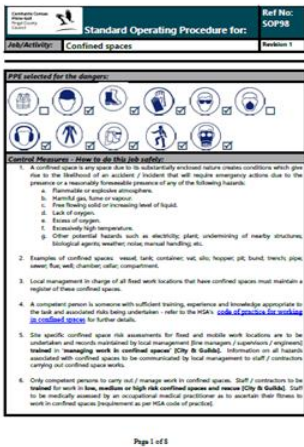 Comhairle Contae
Fhine Gall
Fingal County
Council
Standard Operating Procedure for:
Ref No:
SOP98
Job/Activity:
Confined spaces
Revision 1
PPE selected for the dangers:
Control Measures - How to do this job safely:
1. A confined space is any space due to its substantially enclosed nature creates conditions which give
rise to the likelihood of an accident / incident that will require emergency actions due to the
presence or a reasonably foreseeable presence of any of the following hazards:
a. Flammable or explosive atmosphere.
b. Harmful gas, fume or vapour.
c. Free flowing solid or increasing level of liquid.
d. Lack of oxygen.
e. Excess of oxygen.
f. Excessively high temperature.
g. Other potential hazards such as electricity; plant; undermining of nearby structures;
biological agents; weather; noise; manual handling; etc.
2. Examples of confined spaces: vessel; tank; container; vat; silo; hopper; pit; bund; trench; pipe;
sewer; flue; well; chamber; cellar; compartment.
3. Local management in charge of all fixed work locations that have confined spaces must maintain a
register of these confined spaces.
4. A competent person is someone with sufficient training, experience and knowledge appropriate to
the task and associated risks being undertaken - refer to the HSA's code of practice for working
in confined spaces for further details.
5. Site specific confined space risk assessments for fixed and mobile work locations are to be
undertaken and records maintained by local management [line managers / supervisors / engineers]
trained in 'managing work in confined spaces' [City & Guilds]. Information on all hazards
associated with confined spaces to be communicated by local management to staff / contractors
carrying out confined space works.
6. Only competent persons to carry out / manage work in confined spaces. Staff / contractors to be
trained for work in low, medium or high risk confined spaces and rescue [City & Guilds]. Staff
to be medically assessed by an occupational medical practitioner as to ascertain their fitness to
work in confined spaces [requirement as per HSA code of practice].
Page 1 of 8